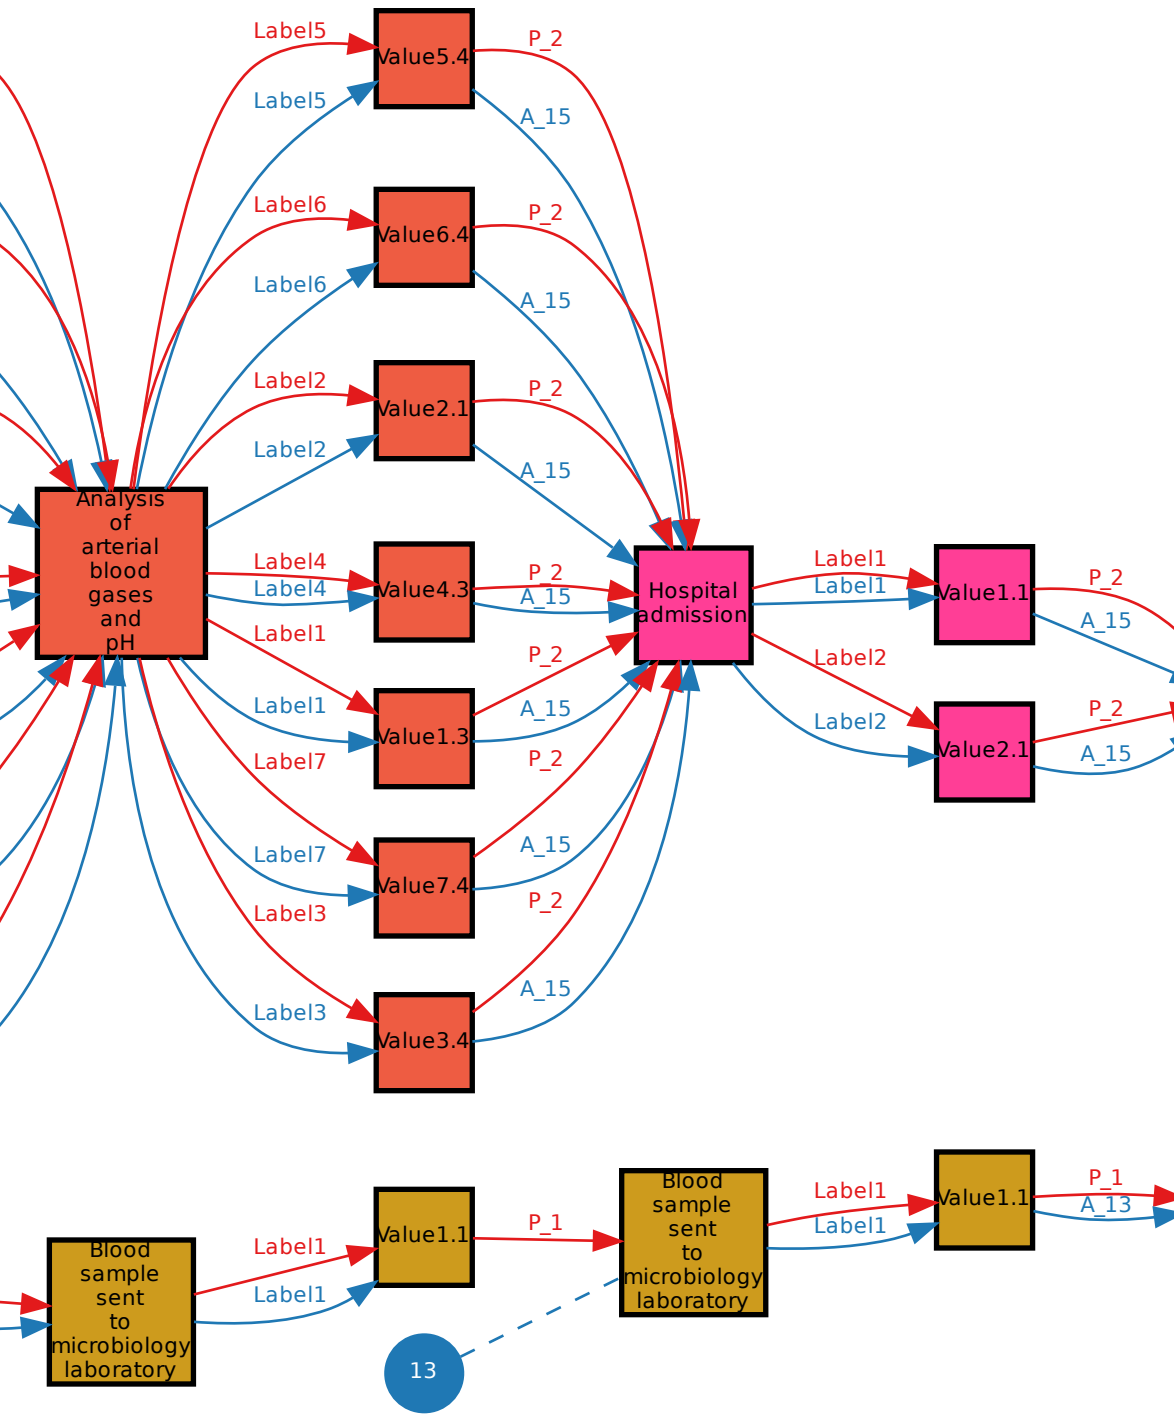 Label5
Value5.4
P_2
Label5
A_15
Label6
Value6.4
P_2
Label6
A_15
Label2
Value2.1
P_2
Label2
A_15
Analysis
of
arterial
blood
gases
and
pH
Label4
Label4
Value4.3
P_2
A_15
Hospital
admission
Label1
Label1
Value1.1
P_2
A_15
Label1
Label1
Value1.3
P_2
A_15
Label2
Label2
Value2.1
P_2
A_15
Label7
Label7
Value7.4
P_2
A_15
Label3
Label3
Value3.4
P_2
A_15
Blood
sample
sent
to
microbiology
laboratory
Label1
Label1
Value1.1
P_1
Blood
sample
sent
to
microbiology
laboratory
Label1
Label1
Value1.1
P_1
A_13
13